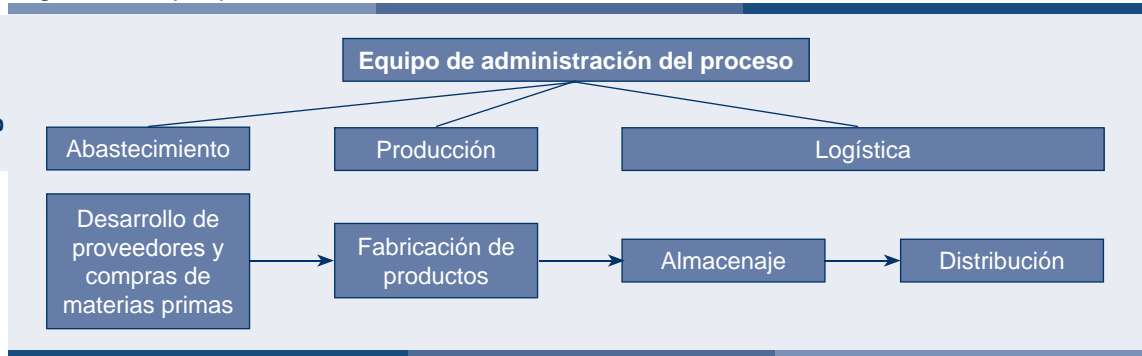 Equipo de administración del proceso
Abastecimiento
Producción
Logística
Desarrollo de
proveedores y
compras de
materias primas
Fabricación de
productos
Almacenaje
Distribución